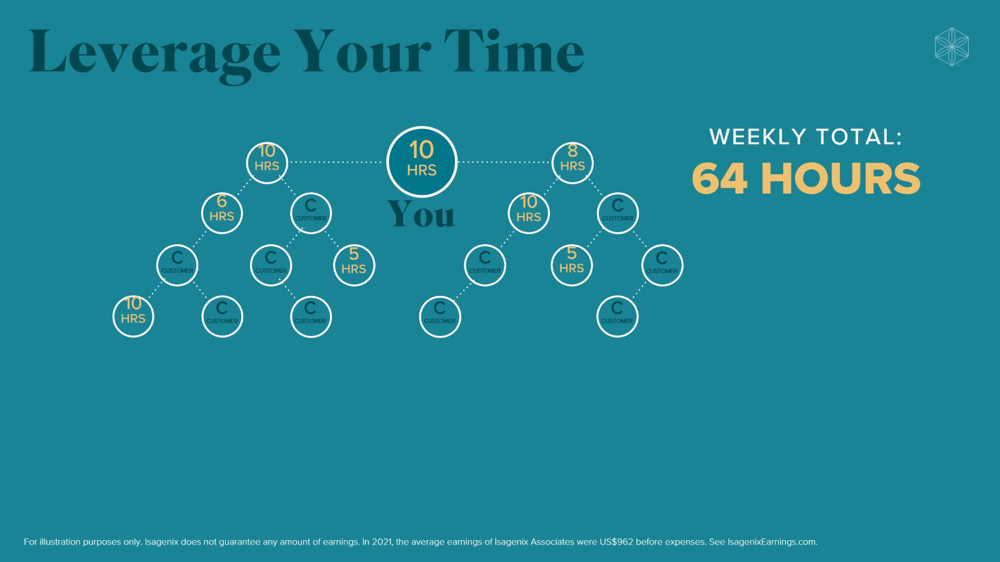 Leverage Your Time
WEEKLY TOTAL:
64 HOURS
10
HRS
10
HRS
8
HRS
You
6
HRS
C
CUSTOMER
10
HRS
C
CUSTOMER
C
CUSTOMER
C
CUSTOMER
5
HRS
C
CUSTOMER
5
HRS
C
CUSTOMER
10
HRS
C
CUSTOMER
C
CUSTOMER
C
CUSTOMER
C
CUSTOMER
For illustration purposes only. Isagenix does not guarantee any amount of earnings. In 2021, the average earnings of Isagenix Associates were US$962 before expenses. See IsagenixEarnings.com.